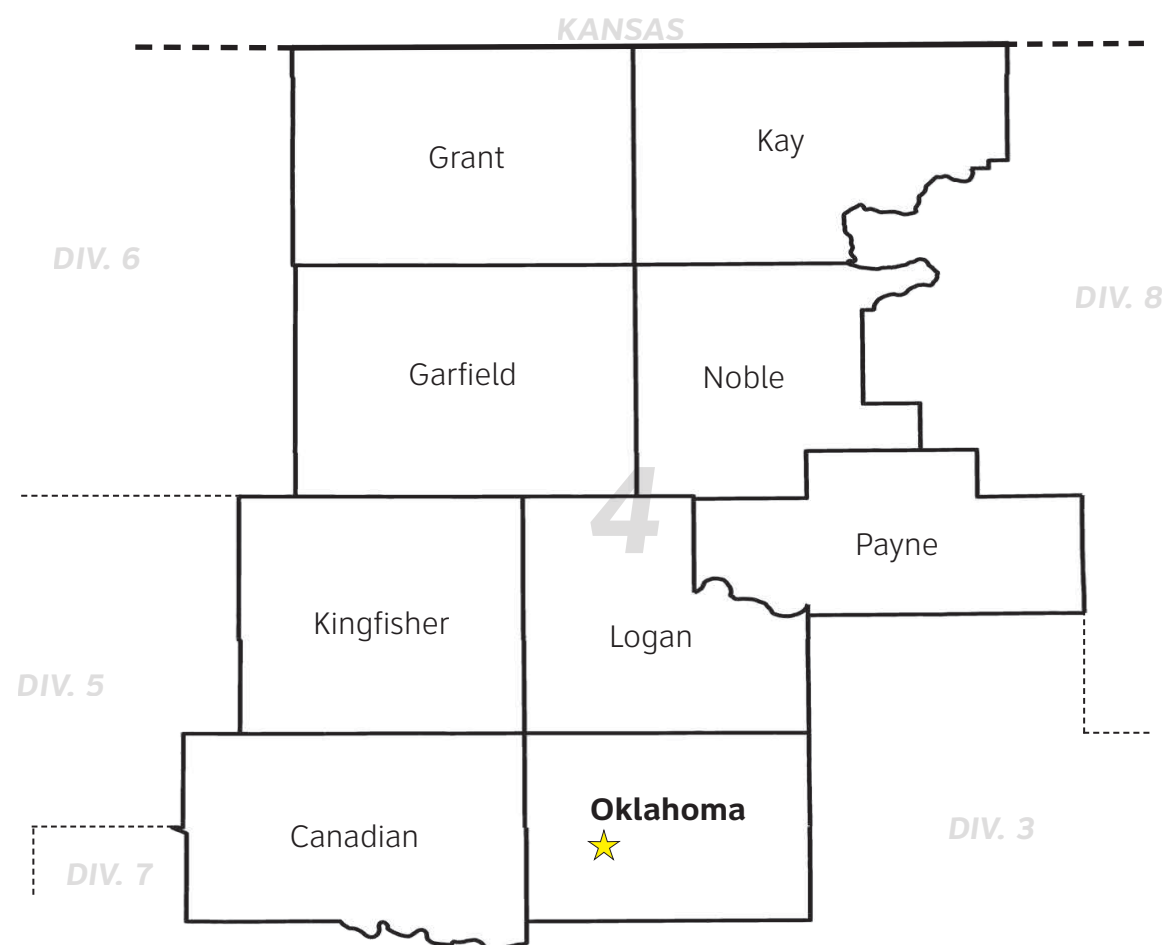 KANSAS
Grant
Kay
DIV. 6
DIV. 8
Garfield
Noble
4
Payne
Kingfisher
Logan
DIV. 5
Oklahoma
Canadian
DIV. 3
DIV. 7